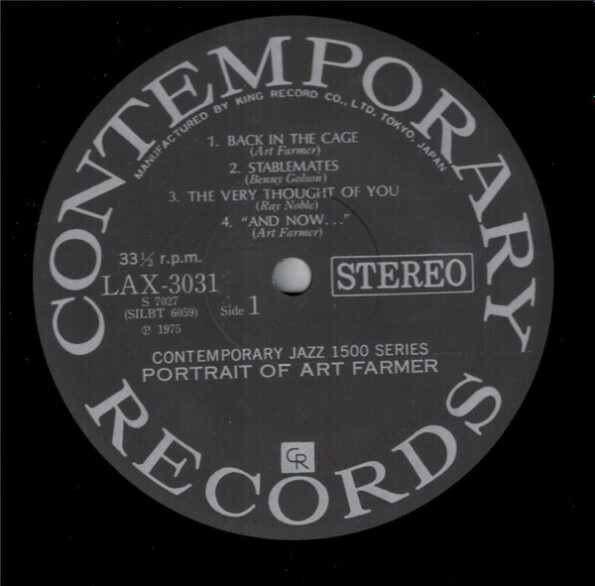 CONTEMPORARY
MANUFACTURED BY KING RECORD CO., LTD, TOKYO, JAPAN
1. BACK IN THE CAGE
(Art Farmer)
2. STABLEMATES
(Benny Golson)
3. THE VERY THOUGHT OF YOU
(Ray Noble)
4. “AND NOW...”
(Art Farmer)
33⅓ r.p.m.
LAX-3031
S 7027
(SILBT 6059)
Ⓟ 1975
Side 1
STEREO
CONTEMPORARY JAZZ 1500 SERIES
PORTRAIT OF ART FARMER
CR
RECORDS